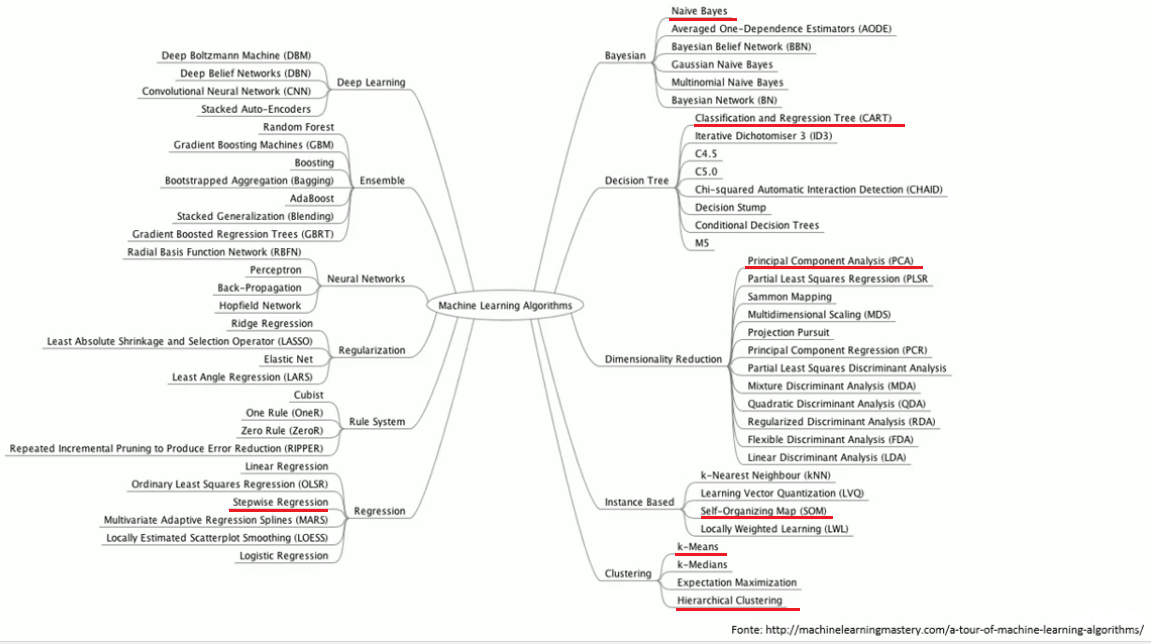 Naive Bayes
Averaged One-Dependence Estimators (AODE)
Bayesian Belief Network (BBN)
Gaussian Naive Bayes
Multinomial Naive Bayes
Bayesian Network (BN)
Bayesian
Classification and Regression Tree (CART)
Iterative Dichotomiser 3 (ID3)
C4.5
C5.0
Chi-squared Automatic Interaction Detection (CHAID)
Decision Stump
Conditional Decision Trees
M5
Decision Tree
Principal Component Analysis (PCA)
Partial Least Squares Regression (PLSR
Sammon Mapping
Multidimensional Scaling (MDS)
Projection Pursuit
Principal Component Regression (PCR)
Partial Least Squares Discriminant Analysis
Mixture Discriminant Analysis (MDA)
Quadratic Discriminant Analysis (QDA)
Regularized Discriminant Analysis (RDA)
Flexible Discriminant Analysis (FDA)
Linear Discriminant Analysis (LDA)
Dimensionality Reduction
k-Nearest Neighbour (kNN)
Learning Vector Quantization (LVQ)
Self-Organizing Map (SOM)
Locally Weighted Learning (LWL)
Instance Based
k-Means
k-Medians
Expectation Maximization
Hierarchical Clustering
Clustering
Machine Learning Algorithms
Deep Boltzmann Machine (DBM)
Deep Belief Networks (DBN)
Convolutional Neural Network (CNN)
Stacked Auto-Encoders
Deep Learning
Random Forest
Gradient Boosting Machines (GBM)
Boosting
Bootstrapped Aggregation (Bagging)
AdaBoost
Stacked Generalization (Blending)
Gradient Boosted Regression Trees (GBRT)
Ensemble
Radial Basis Function Network (RBFN)
Perceptron
Back-Propagation
Hopfield Network
Neural Networks
Ridge Regression
Least Absolute Shrinkage and Selection Operator (LASSO)
Elastic Net
Least Angle Regression (LARS)
Regularization
Cubist
One Rule (OneR)
Zero Rule (ZeroR)
Repeated Incremental Pruning to Produce Error Reduction (RIPPER)
Rule System
Linear Regression
Ordinary Least Squares Regression (OLSR)
Stepwise Regression
Multivariate Adaptive Regression Splines (MARS)
Locally Estimated Scatterplot Smoothing (LOESS)
Logistic Regression
Regression
Fonte: http://machinelearningmastery.com/a-tour-of-machine-learning-algorithms/